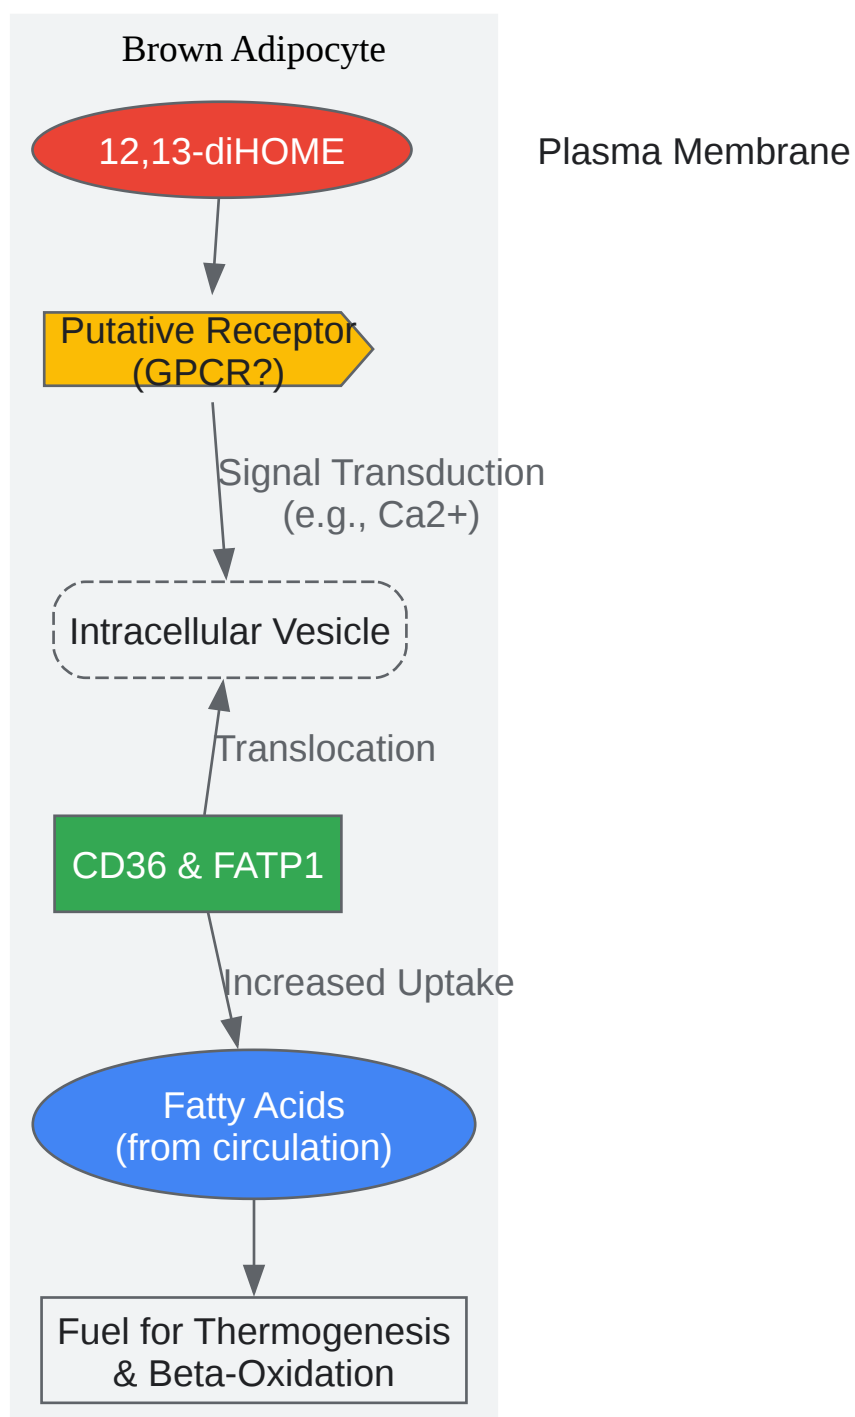 Brown Adipocyte
12,13-diHOME
Plasma Membrane
Putative Receptor
(GPCR?)
Signal Transduction
(e.g., Ca2+)
Intracellular Vesicle
Translocation
CD36 & FATP1
Increased Uptake
Fatty Acids
(from circulation)
Fuel for Thermogenesis
& Beta-Oxidation